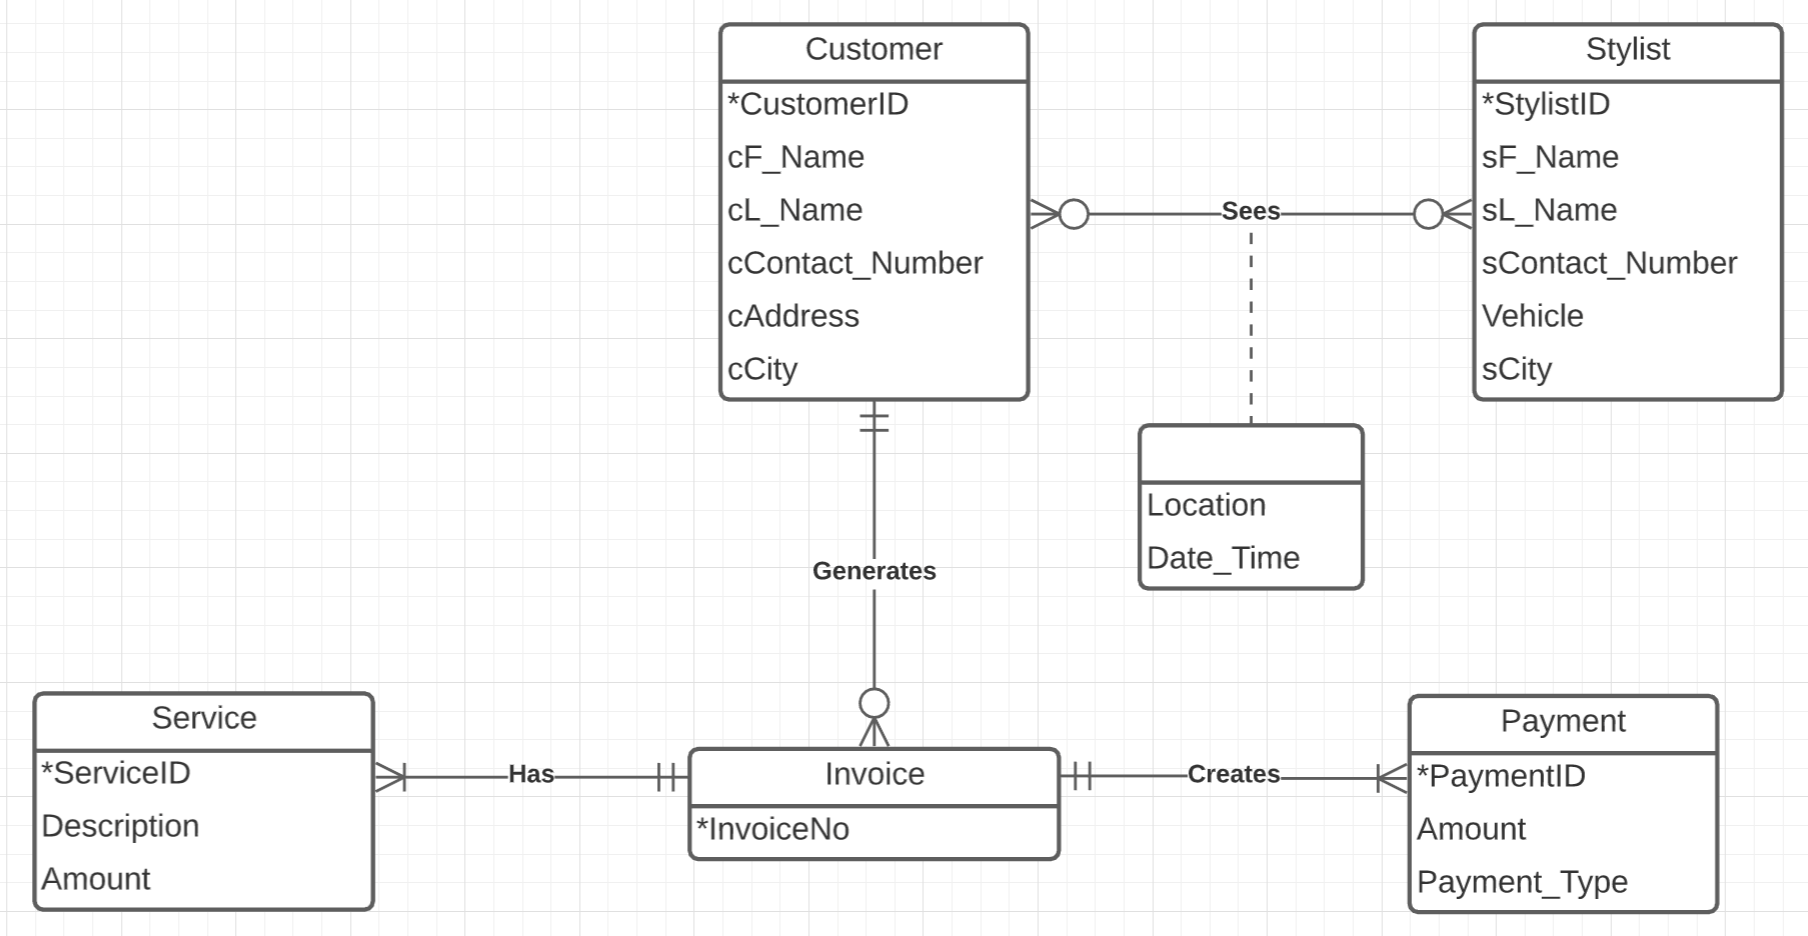 Customer
*CustomerID
cF_Name
cL_Name
cContact_Number
cAddress
cCity
Sees
Stylist
*StylistID
sF_Name
sL_Name
sContact_Number
Vehicle
sCity
Location
Date_Time
Generates
Service
*ServiceID
Description
Amount
Has
Invoice
*InvoiceNo
Creates
Payment
*PaymentID
Amount
Payment_Type